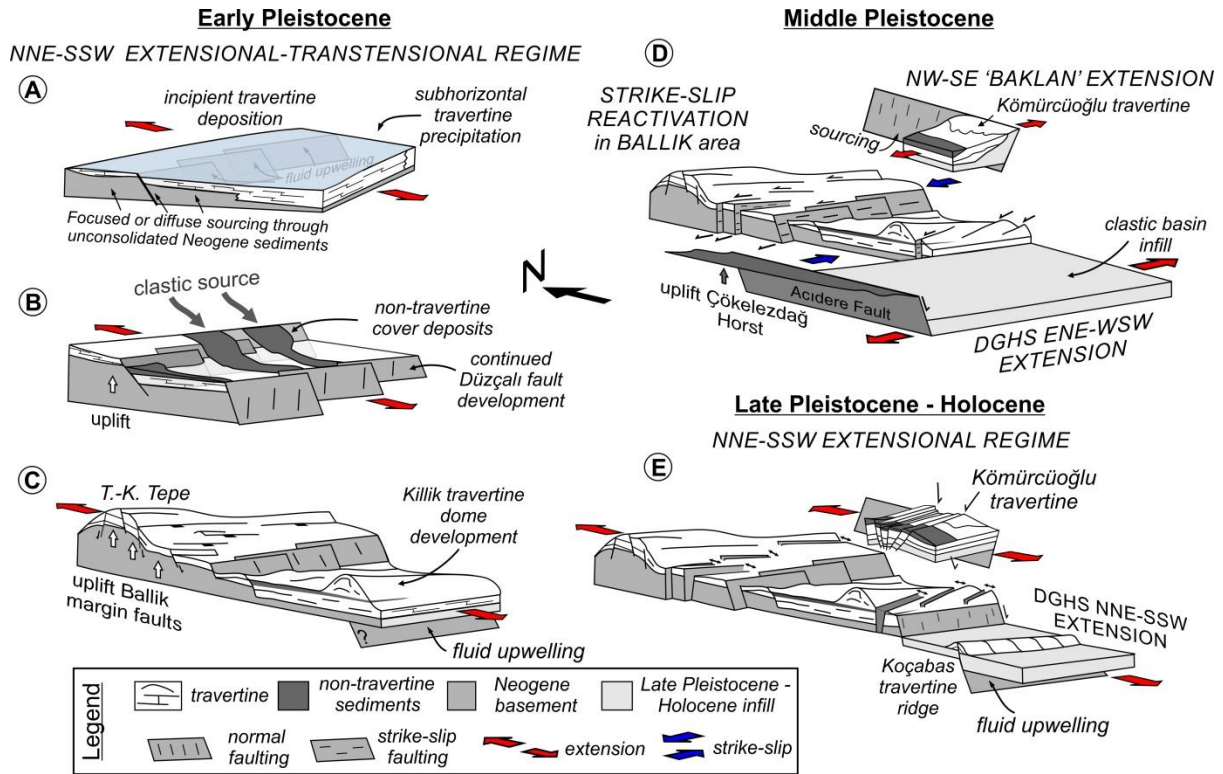 Early Pleistocene
NNE-SSW EXTENSIONAL-TRANSTENSIONAL REGIME
A
incipient travertine
deposition
subhorizontal
travertine
precipitation
fluid upwelling
Focused or diffuse sourcing through
unconsolidated Neogene sediments
B
clastic source
non-travertine
cover deposits
continued
Düzçalı fault
development
uplift
N
C
T.-K. Tepe
Killik travertine
dome
development
uplift Ballik
margin faults
?
fluid upwelling
Middle Pleistocene
D
NW-SE 'BAKLAN' EXTENSION
Kömürcüoğlu travertine
STRIKE-SLIP
REACTIVATION
in BALLIK area
sourcing
clastic basin
infill
uplift Çökelezdağ
Horst
Acıdere Fault
DGHS ENE-WSW
EXTENSION
Late Pleistocene - Holocene
NNE-SSW EXTENSIONAL REGIME
E
Kömürcüoğlu
travertine
DGHS NNE-SSW
EXTENSION
Koçabas
travertine
ridge
fluid upwelling
Legend
travertine
non-travertine
sediments
Neogene
basement
Late Pleistocene -
Holocene infill
normal
faulting
strike-slip
faulting
extension
strike-slip